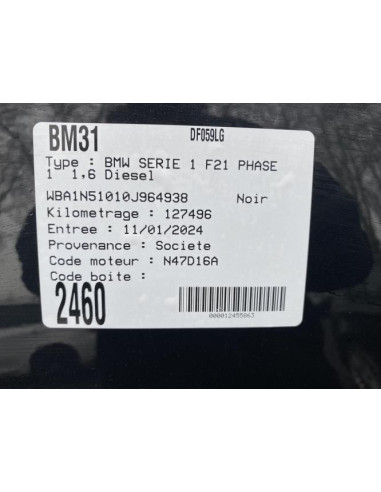 BM31 DF059LG
Type : BMW SERIE 1 F21 PHASE
1 1,6 Diesel
WBA1N51010J964938 Noir
Kilometrage : 127496
Entree : 11/01/2024
Provenance : Societe
Code moteur : N47D16A
Code boite :
2460
000012455863